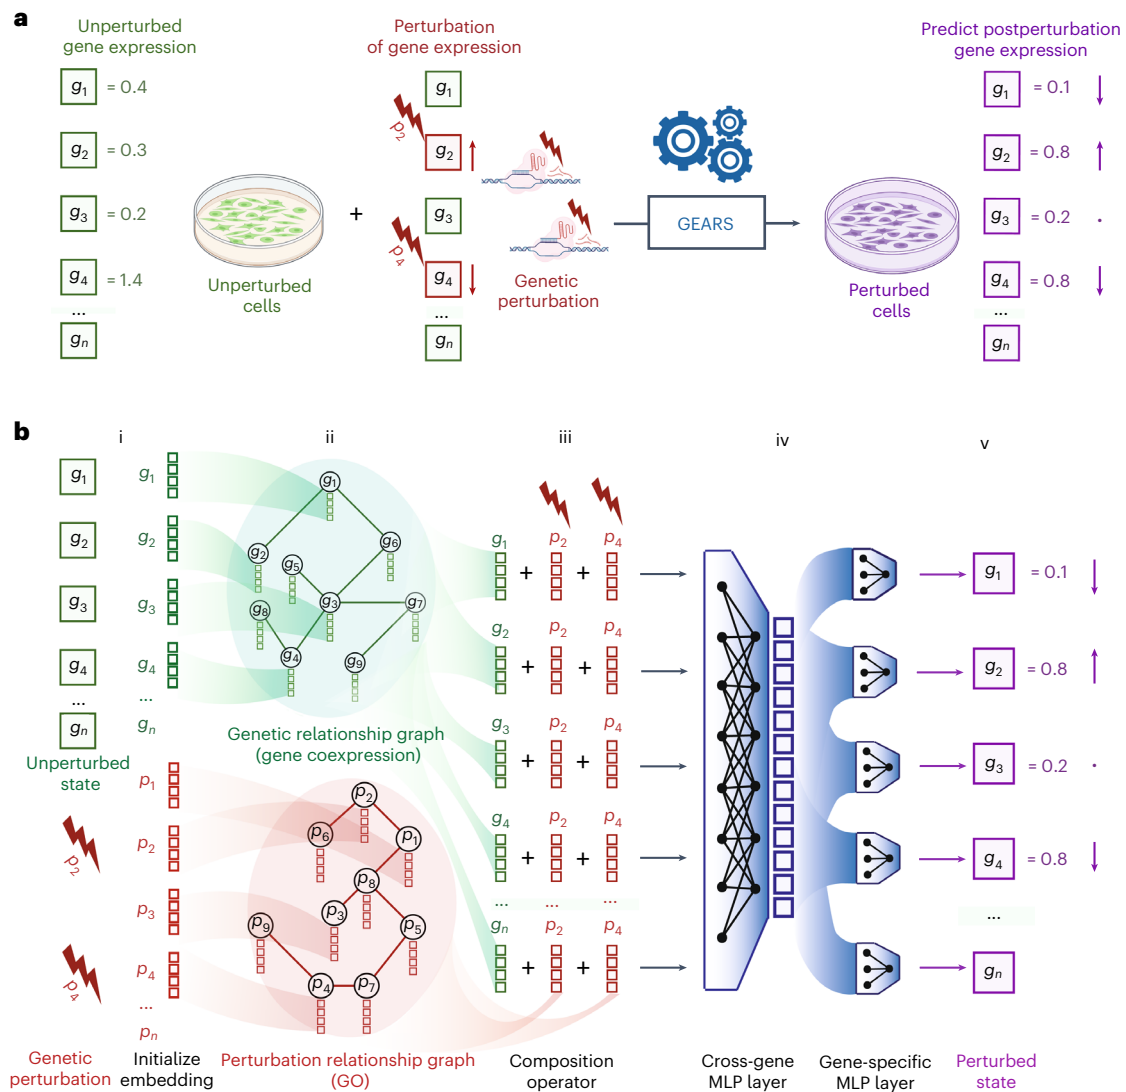 a
Unperturbed
gene expression
g1 = 0.4
g2 = 0.3
g3 = 0.2
g4 = 1.4
...
gn
Unperturbed
cells
+
Perturbation
of gene expression
g1
p2
g2
g3
p4
g4
...
gn
Genetic
perturbation
GEARS
Perturbed
cells
Predict postperturbation
gene expression
g1 = 0.1
g2 = 0.8
g3 = 0.2
g4 = 0.8
...
gn
b
i
ii
iii
iv
v
g1
g2
g3
g4
...
gn
Unperturbed
state
p2
p4
Genetic
perturbation
g1
g2
g3
g4
...
gn
p1
p2
p3
p4
...
pn
Initialize
embedding
g1
g6
g2
g5
g3
g7
g8
g4
g9
Genetic relationship graph
(gene coexpression)
p2
p6
p1
p8
p3
p9
p5
p4
p7
Perturbation relationship graph
(GO)
g1 p2 p4
+ +
g2 p2 p4
+ +
g3 p2 p4
+ +
g4 p2 p4
+ +
... ... ...
gn p2 p4
+ +
Composition
operator
Cross-gene
MLP layer
Gene-specific
MLP layer
g1 = 0.1
g2 = 0.8
g3 = 0.2
g4 = 0.8
...
gn
Perturbed
state